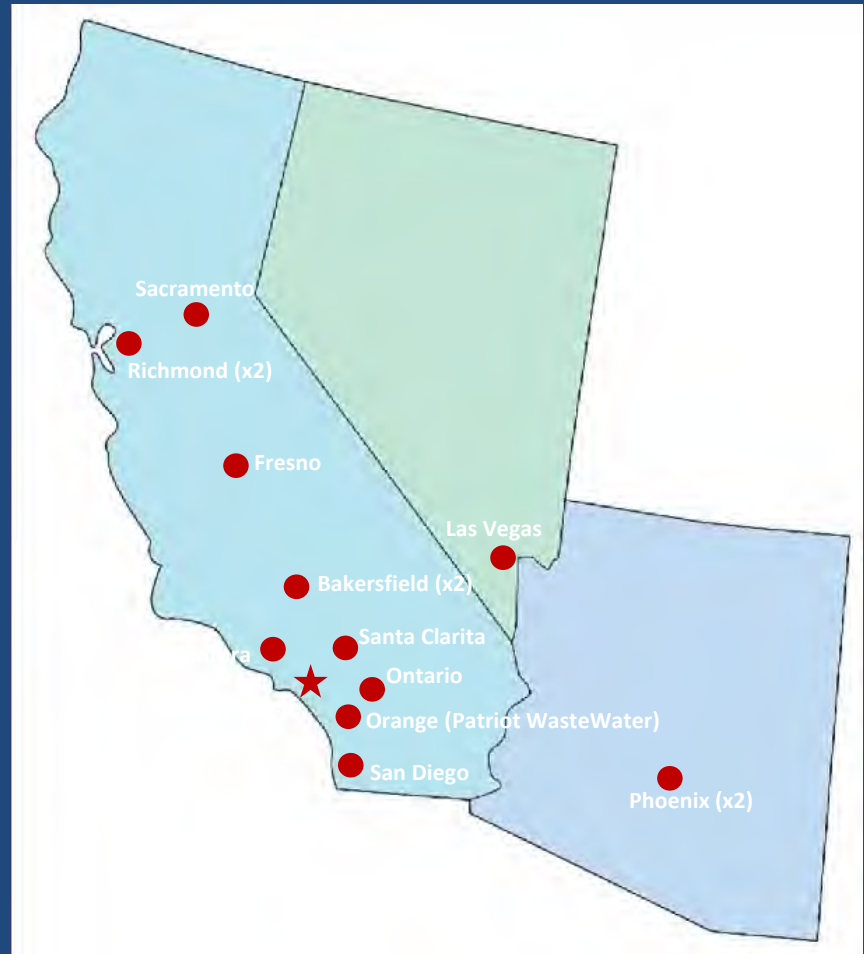 Sacramento
Richmond (x2)
Fresno
Las Vegas
Bakersfield (x2)
Santa Clarita
Ontario
Orange (Patriot WasteWater)
San Diego
Phoenix (x2)